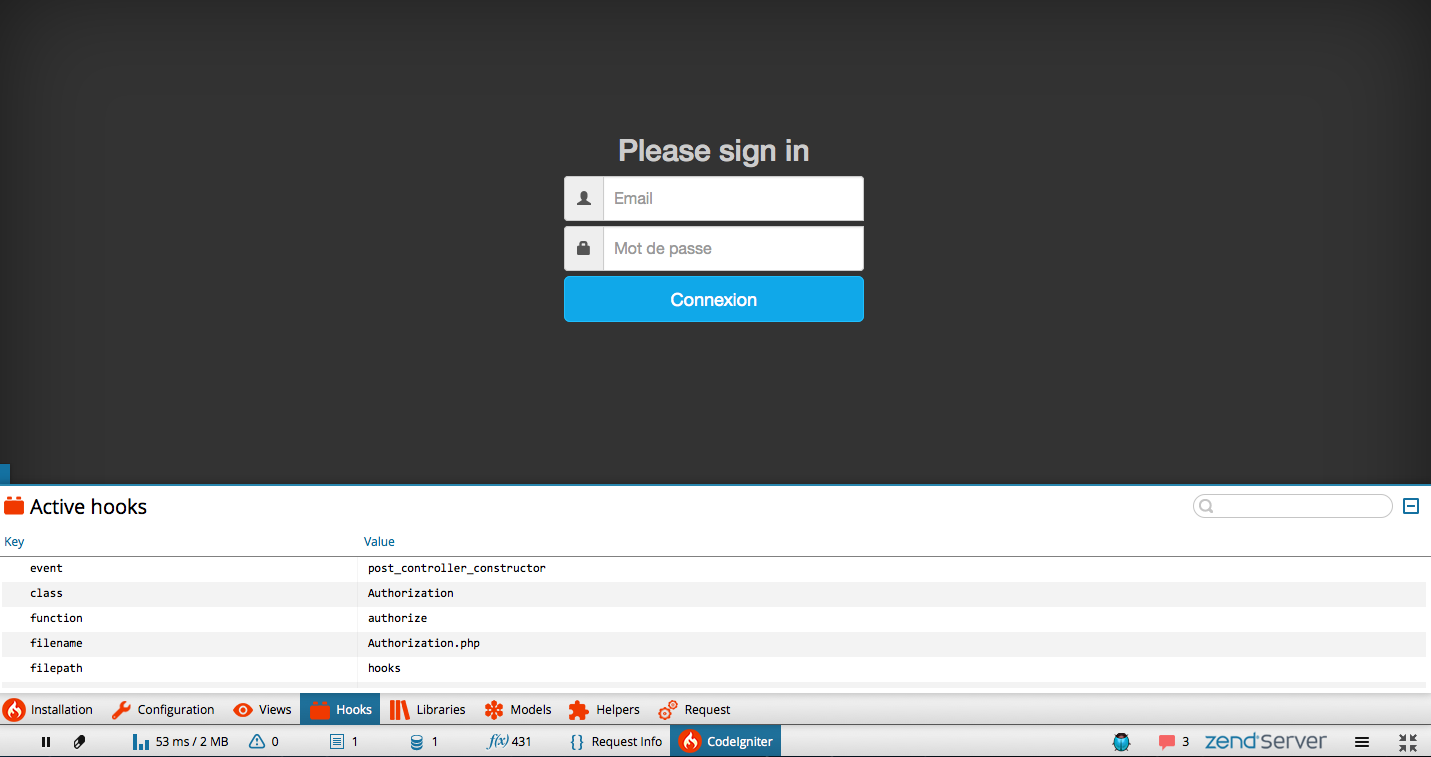 Please sign in
Email
Mot de passe
Connexion
Active hooks
Key Value
event post_controller_constructor
class Authorization
function authorize
filename Authorization.php
filepath hooks
Installation Configuration Views Hooks Libraries Models Helpers Request
53 ms / 2 MB 0 1 1 f(x) 431 {} Request Info CodeIgniter 3 zend Server